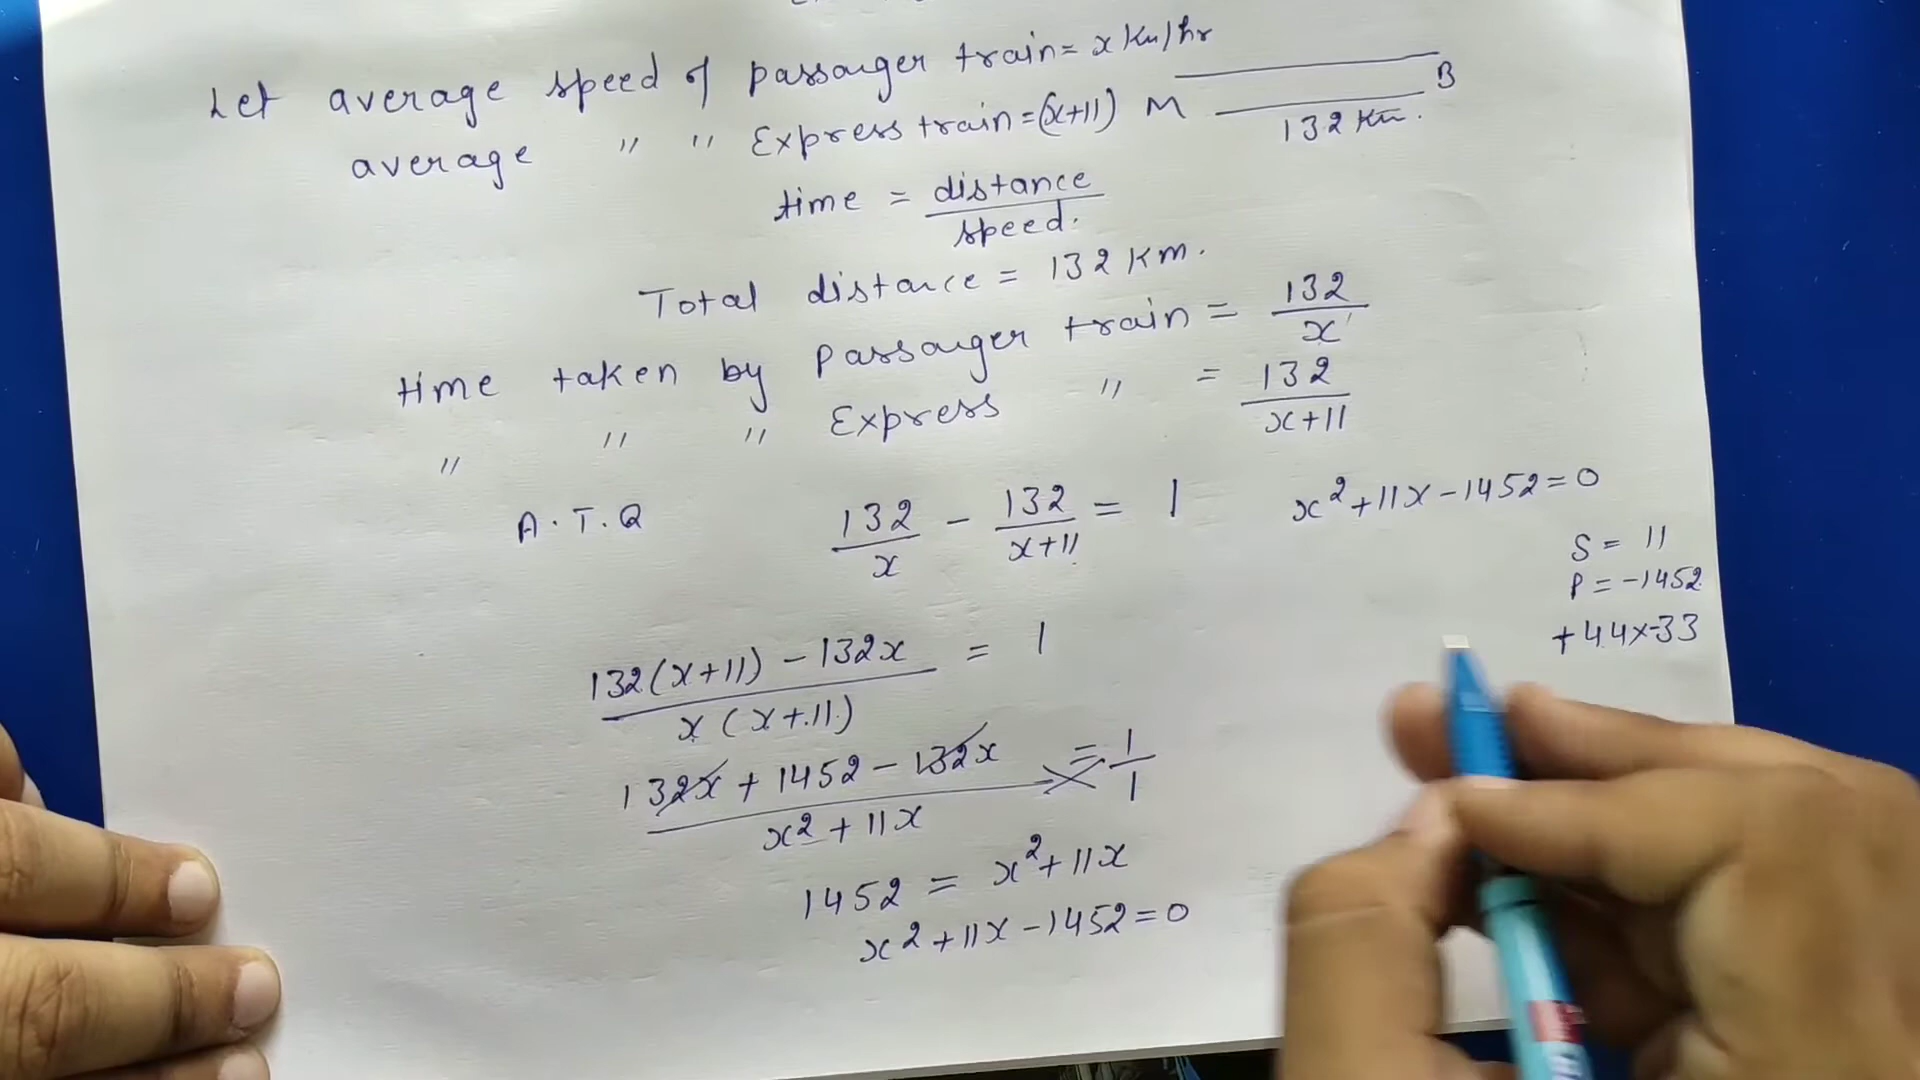 Let average speed of passanger train = x Km/hr
average " " Express train = (x+11) M B
132 Km.
time = distance/speed.
Total distance = 132 Km.
time taken by passanger train = 132/x
" " " Express " = 132/x+11
A.T.Q 132/x - 132/x+11 = 1
132(x+11) - 132x / x(x+11) = 1
132x + 1452 - 132x / x² + 11x = 1/1
1452 = x² + 11x
x² + 11x - 1452 = 0
x² + 11x - 1452 = 0
S = 11
P = -1452
+44x-33